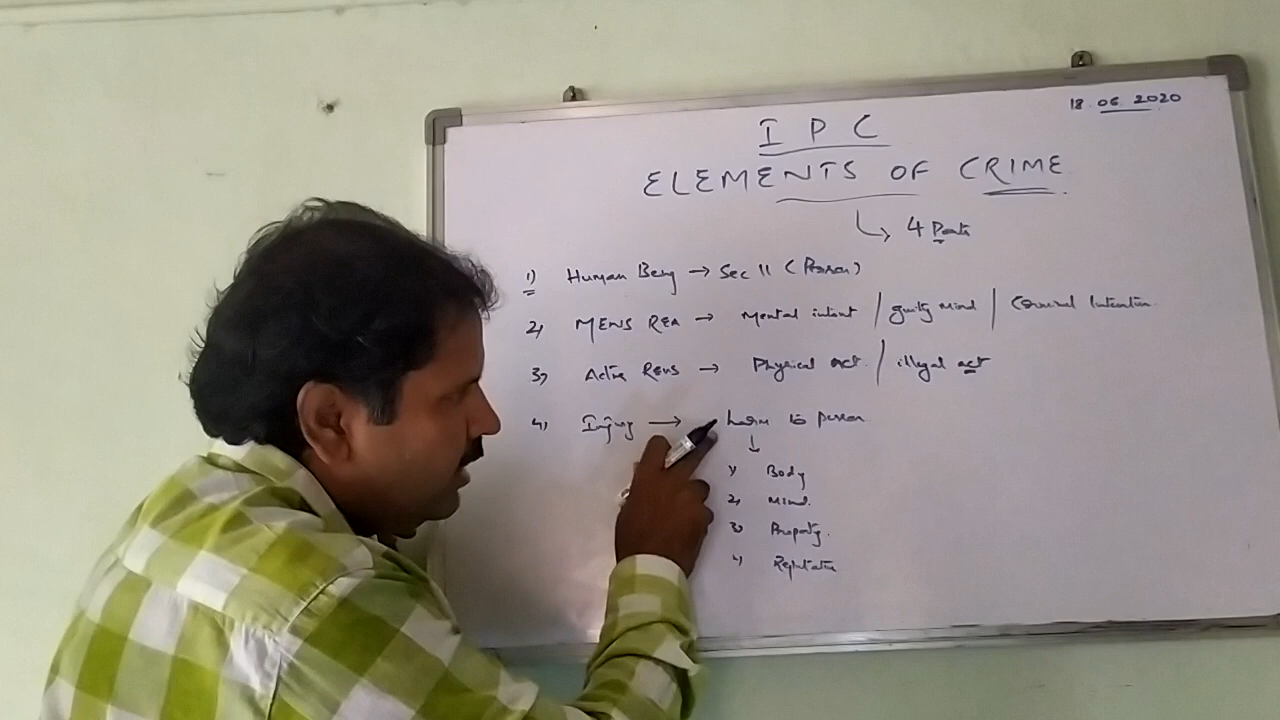 18.06.2020
I P C
ELEMENTS OF CRIME
4 Parts
1) Human Being → Sec 11 (Person)
2) MENS REA → Mental intent / guilty Mind / Criminal Intention
3) Actus Reus → Physical act / illegal act
4) Injury → harm to person
↓
1) Body
2) Mind.
3) Property.
4) Reputation